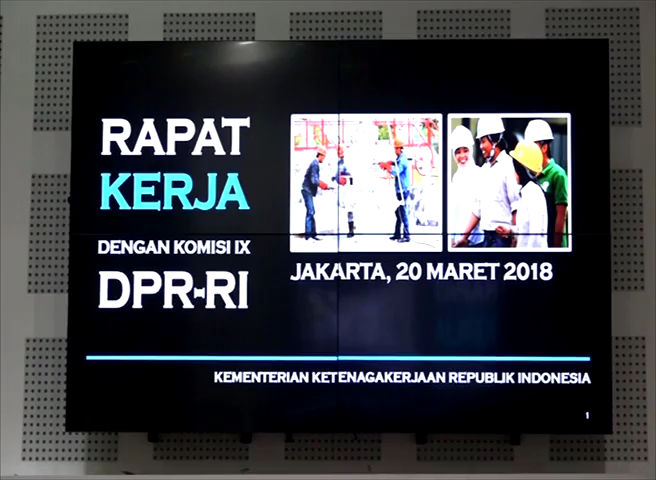 RAPAT
KERJA
DENGAN KOMISI IX
DPR-RI
JAKARTA, 20 MARET 2018
KEMENTERIAN KETENAGAKERJAAN REPUBLIK INDONESIA
1